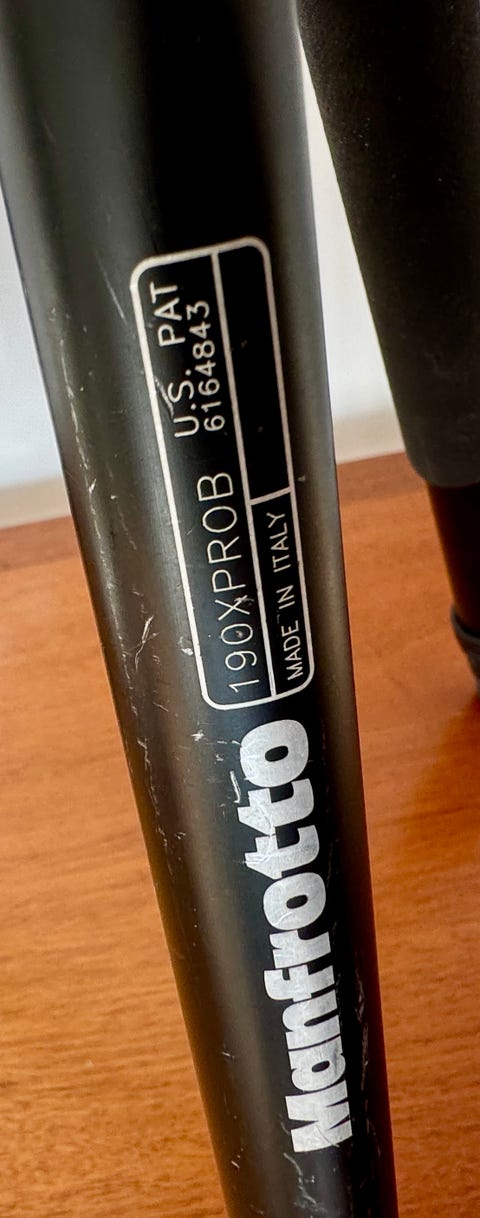 Manfrotto
190XPROB
U.S. PAT
6164843
MADE IN ITALY